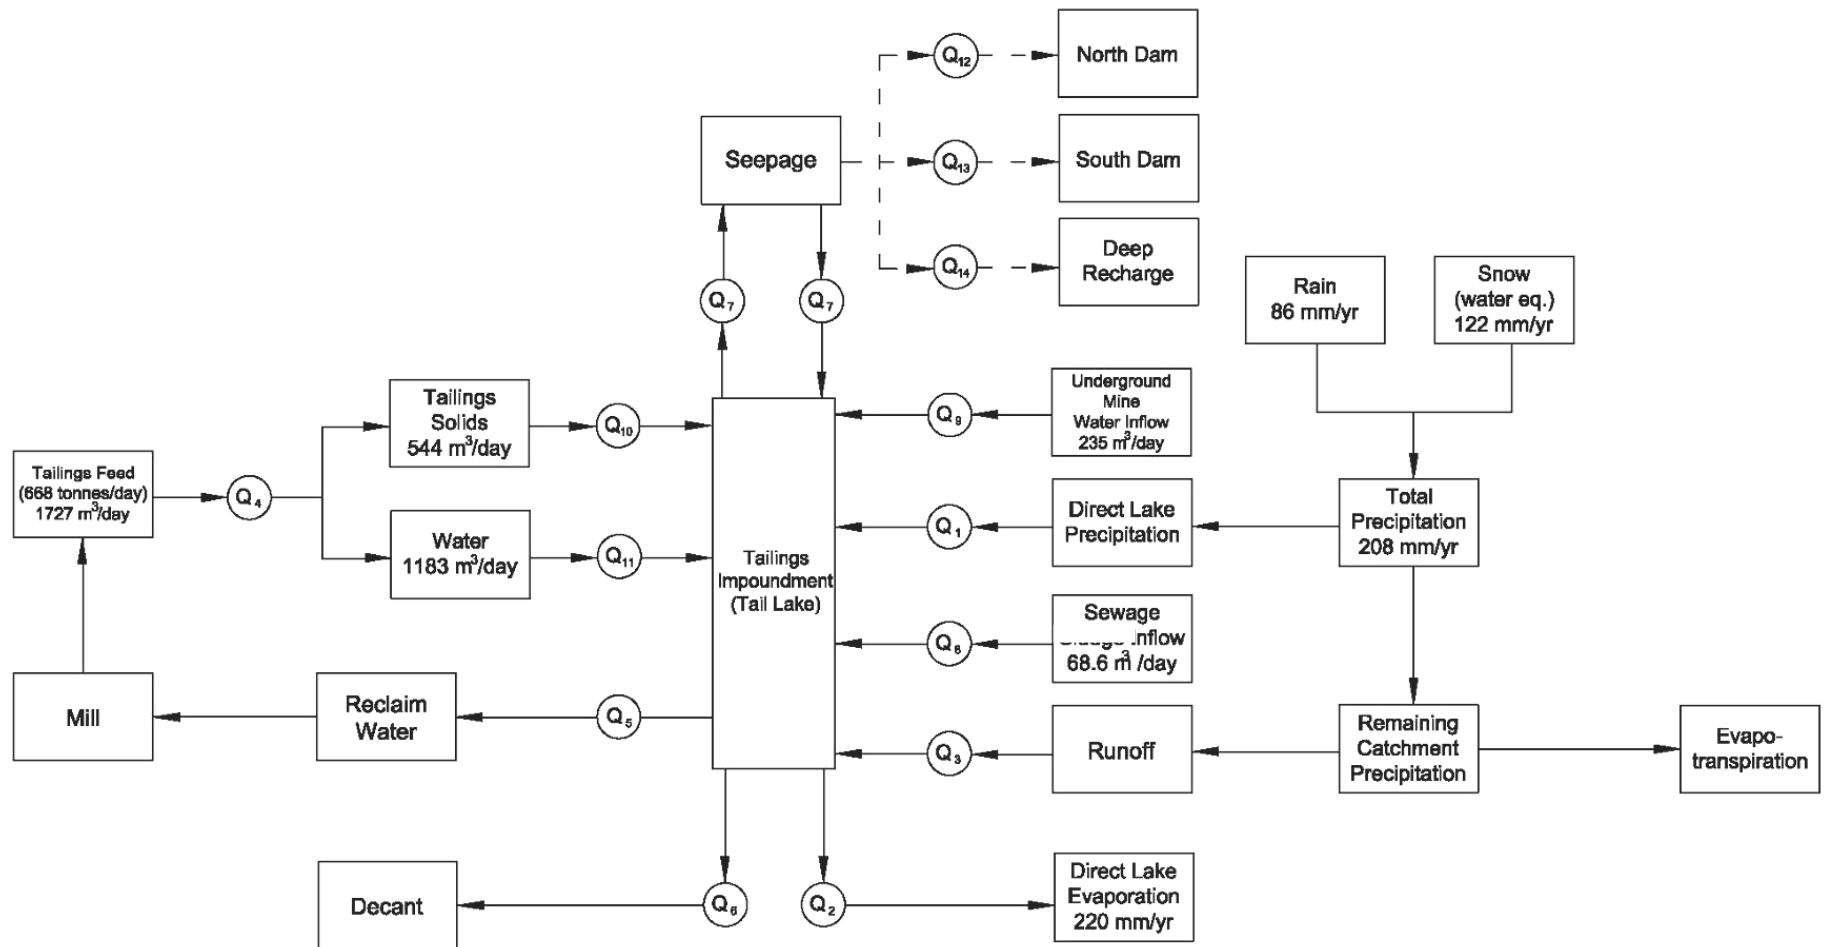 Q12
North Dam
Seepage
Q13
South Dam
Q14
Deep
Recharge
Q7
Q7
Rain
86 mm/yr
Snow
(water eq.)
122 mm/yr
Tailings
Solids
544 m³/day
Q10
Underground
Mine
Water Inflow
235 m³/day
Q9
Tailings Feed
(668 tonnes/day)
1727 m³/day
Q4
Water
1183 m³/day
Q11
Tailings
Impoundment
(Tail Lake)
Q1
Direct Lake
Precipitation
Total
Precipitation
208 mm/yr
Q6
Sewage
Inflow
68.6 m³ /day
Mill
Reclaim
Water
Q5
Q3
Runoff
Remaining
Catchment
Precipitation
Evapo-
transpiration
Decant
Q6
Q2
Direct Lake
Evaporation
220 mm/yr